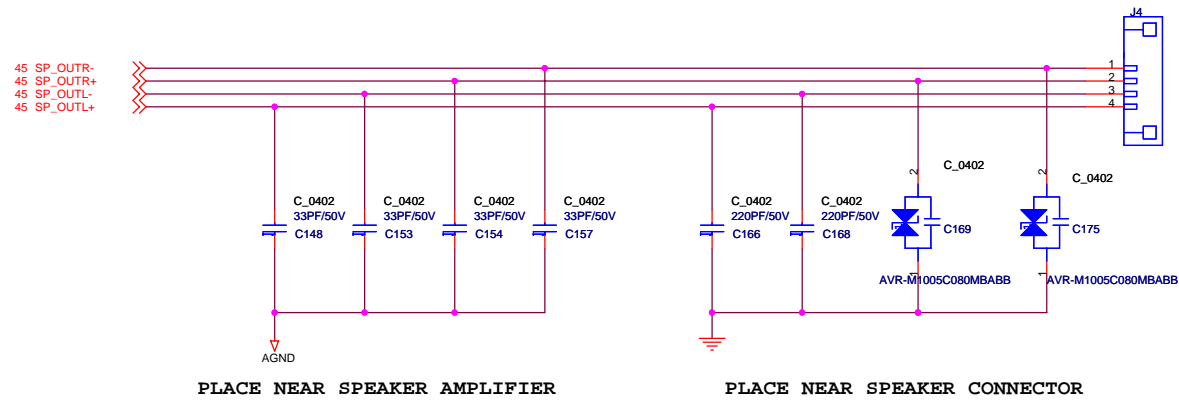 J4
45 SP_OUTR-
45 SP_OUTR+
45 SP_OUTL-
45 SP_OUTL+
1
2
3
4
C_0402
33PF/50V
C148
C_0402
33PF/50V
C153
C_0402
33PF/50V
C154
C_0402
33PF/50V
C157
C_0402
220PF/50V
C166
C_0402
220PF/50V
C168
C_0402
2
C169
1
AVR-M1005C080MBABB
C_0402
2
C175
1
AVR-M1005C080MBABB
AGND
PLACE NEAR SPEAKER AMPLIFIER
PLACE NEAR SPEAKER CONNECTOR